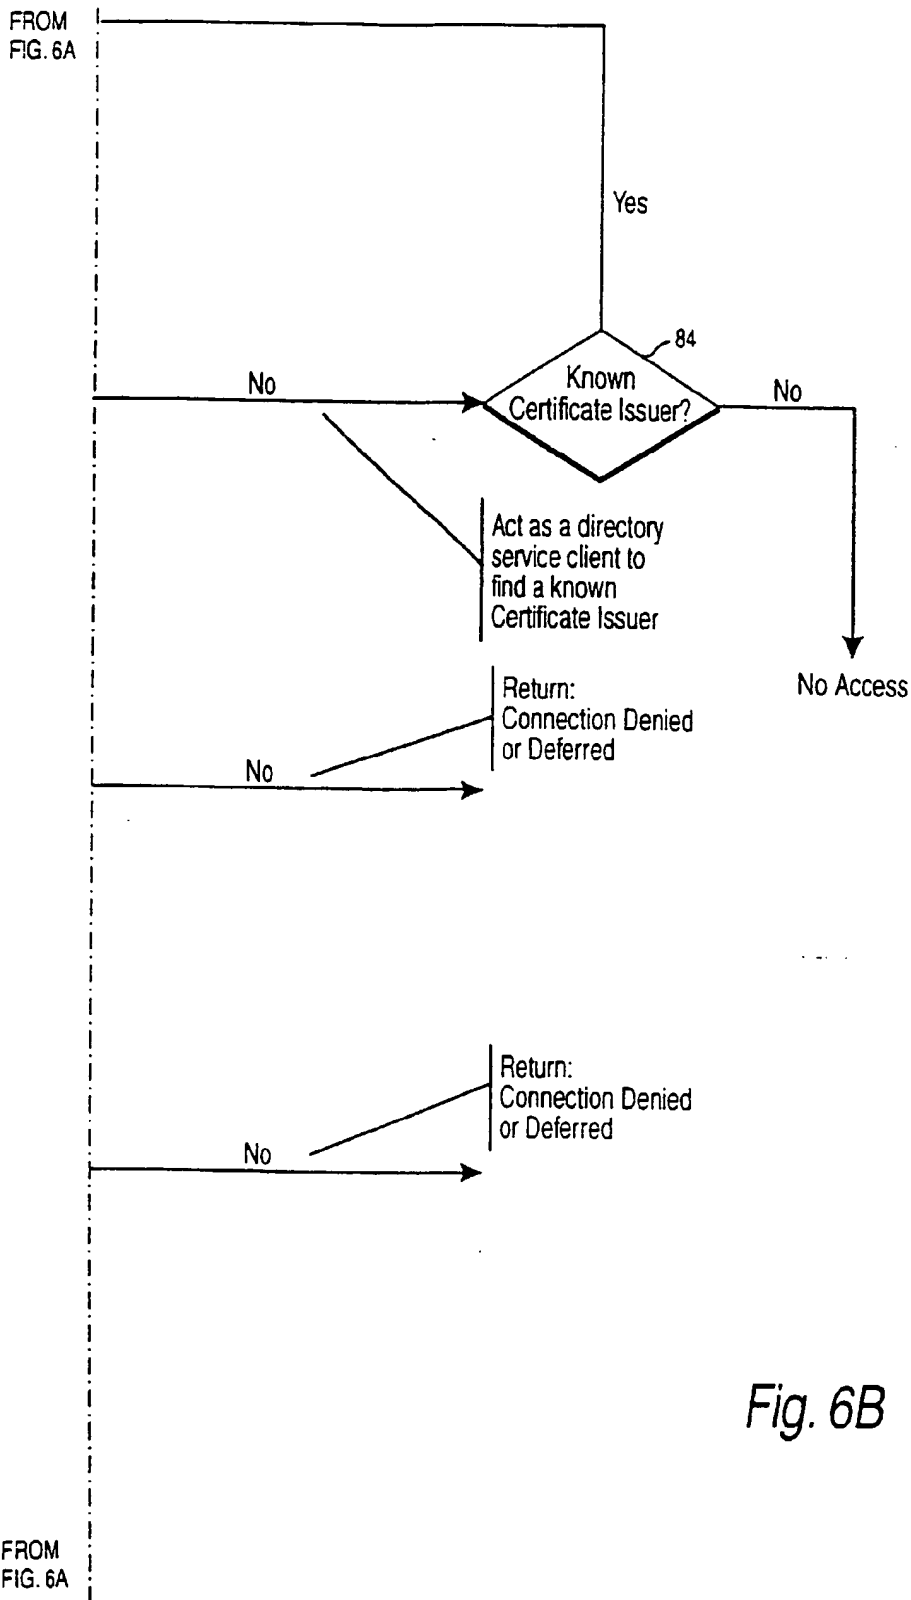 FROM
FIG. 6A
Yes
84
No
Known
Certificate Issuer?
No
Act as a directory
service client to
find a known
Certificate Issuer
No Access
Return:
Connection Denied
or Deferred
No
Return:
Connection Denied
or Deferred
No
Fig. 6B
FROM
FIG. 6A